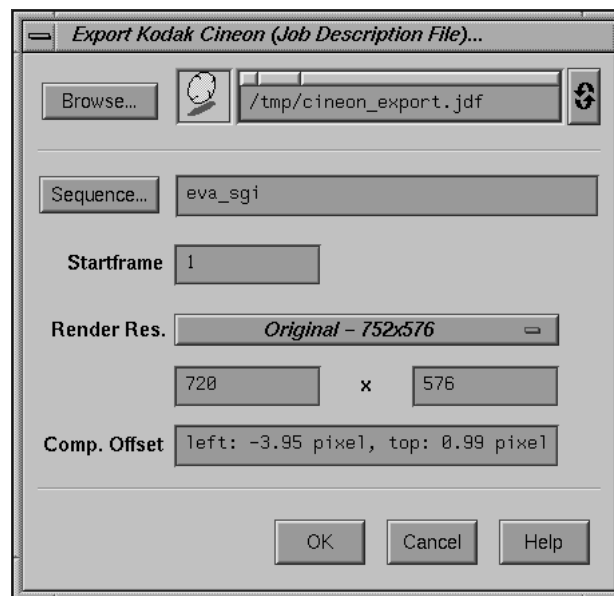 Export Kodak Cineon (Job Description File)...
Browse... /tmp/cineon_export.jdf
Sequence... eva_sgi
Startframe 1
Render Res. Original – 752x576
720 x 576
Comp. Offset left: -3.95 pixel, top: 0.99 pixel
OK Cancel Help